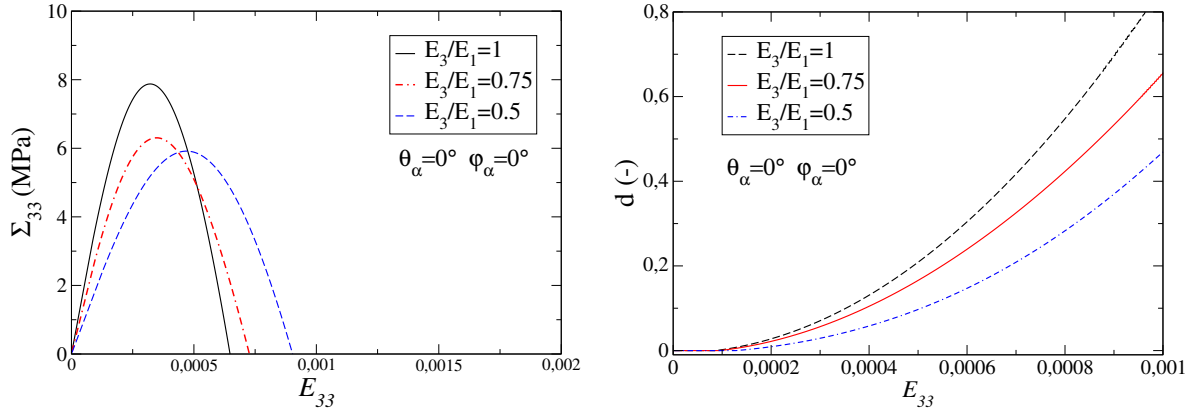 10
8
6
4
2
0
Σ₃₃ (MPa)
E₃/E₁=1
E₃/E₁=0.75
E₃/E₁=0.5
θα=0° φα=0°
0 0,0005 0,001 0,0015 0,002
E₃₃
0,8
0,6
0,4
0,2
0
d (-)
E₃/E₁=1
E₃/E₁=0.75
E₃/E₁=0.5
θα=0° φα=0°
0 0,0002 0,0004 0,0006 0,0008 0,001
E₃₃